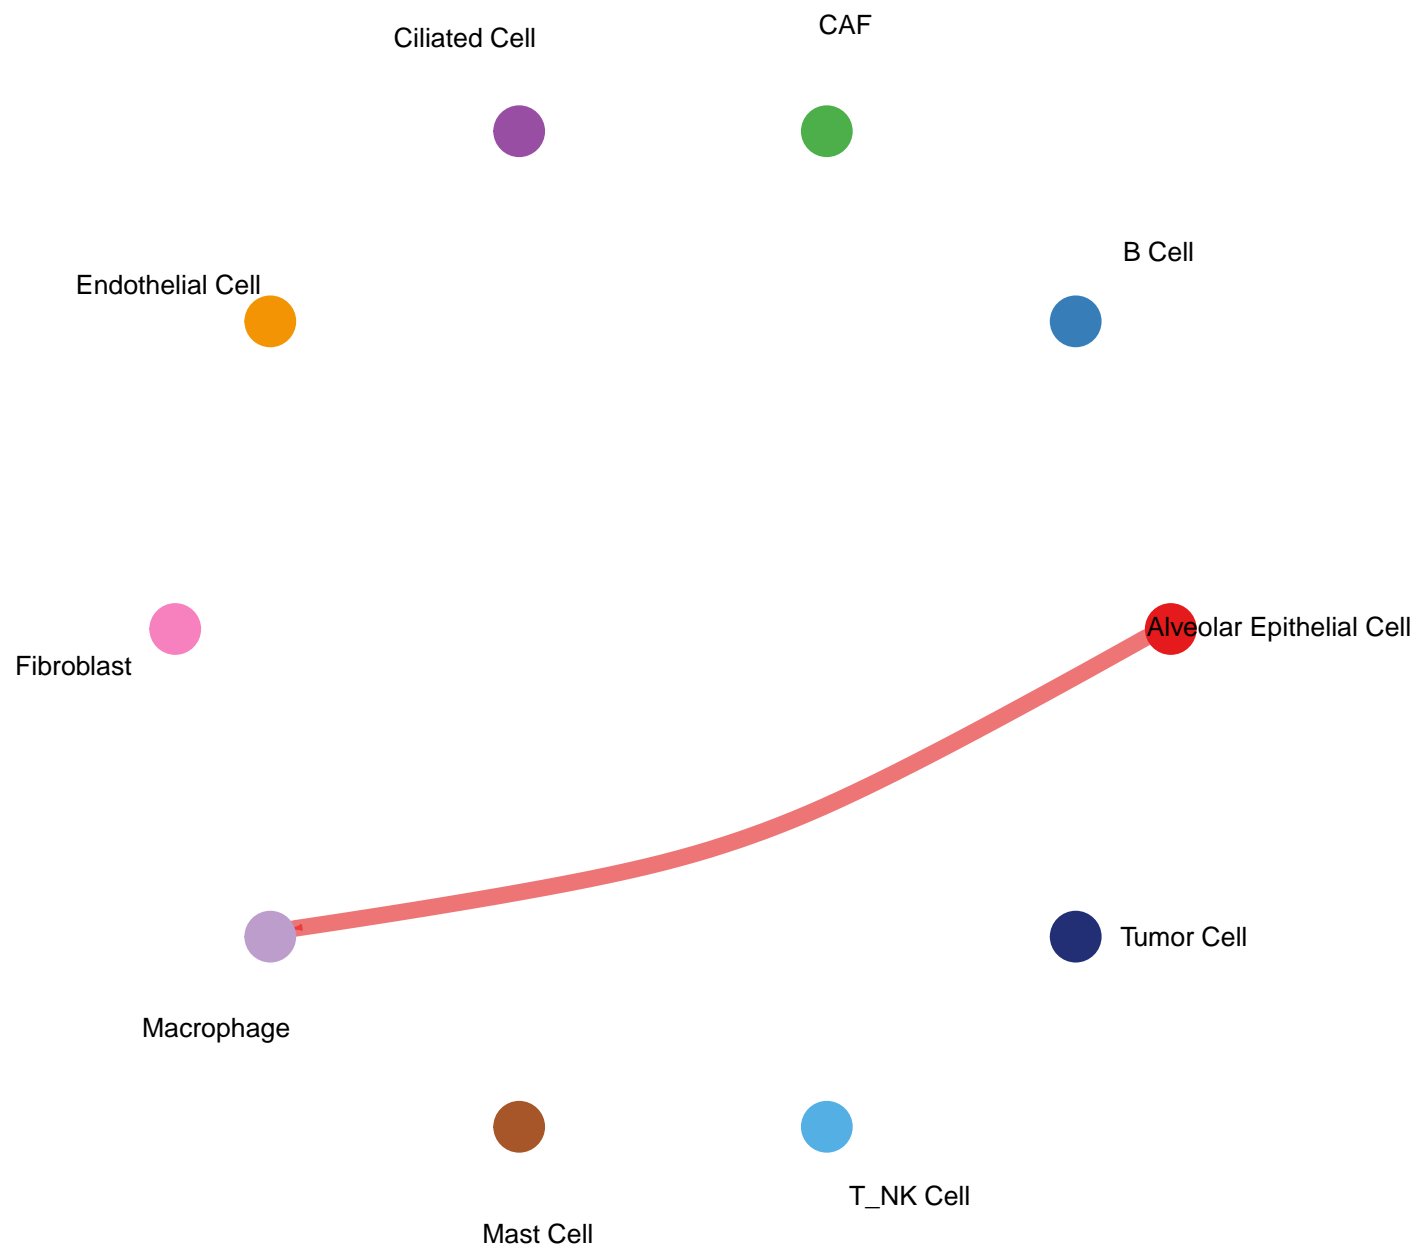 CAF
Ciliated Cell
B Cell
Endothelial Cell
Alveolar Epithelial Cell
Fibroblast
Tumor Cell
Macrophage
T_NK Cell
Mast Cell